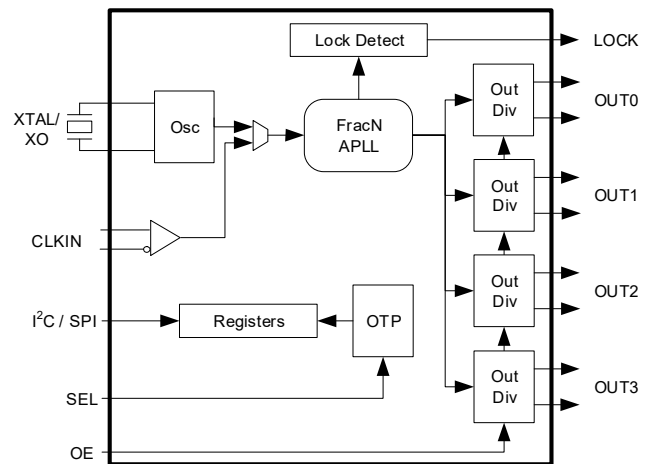 Lock Detect
LOCK
XTAL/
XO
Osc
FracN
APLL
Out
Div
OUT0
Out
Div
OUT1
CLKIN
Out
Div
OUT2
I²C / SPI
Registers
OTP
Out
Div
OUT3
SEL
OE